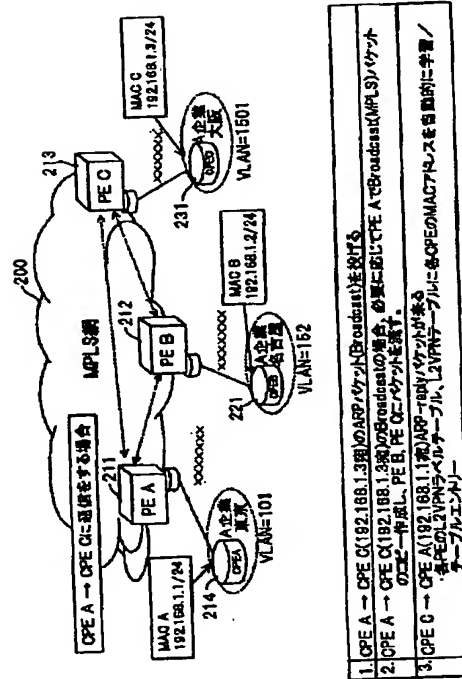 CPE A → CPE Cに通信をする場合
200
MPLS網
213
PE C
MAC C
192.168.1.3/24
211
PE A
212
PE B
xxxxxxx
A企業
大阪
231
VLAN=1501
MAC A
192.168.1.1/24
xxxxxxx
xxxxxxx
MAC B
192.168.1.2/24
A企業
東京
CPEA
214
VLAN=101
A企業
名古屋
221
VLAN=152
1. CPE A → CPE C(192.168.1.3宛)のARPパケット(Broadcast)を投げる
2. CPE A → CPE C(192.168.1.3宛)のBroadcastの場合、必要に応じてPE AでBroadcast(MPLS)パケット
のコピー作成し、PE B, PE Cにパケットを流す。
3. CPE C → CPE A(192.168.1.1宛)ARP-replyパケットが来る
・各PEのL2VPNラベルテーブル、L2VPNテーブルに各CPEのMACアドレスを自動的に学習/
テーブルエントリー